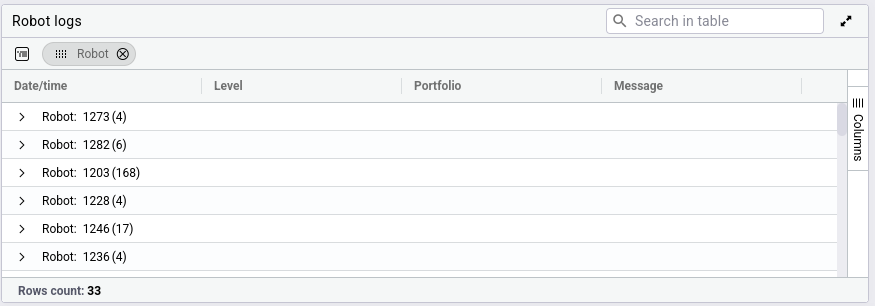 Robot logs
Search in table
Robot
Date/time Level Portfolio Message
Robot: 1273 (4)
Robot: 1282 (6)
Robot: 1203 (168)
Robot: 1228 (4)
Robot: 1246 (17)
Robot: 1236 (4)
Columns
Rows count: 33